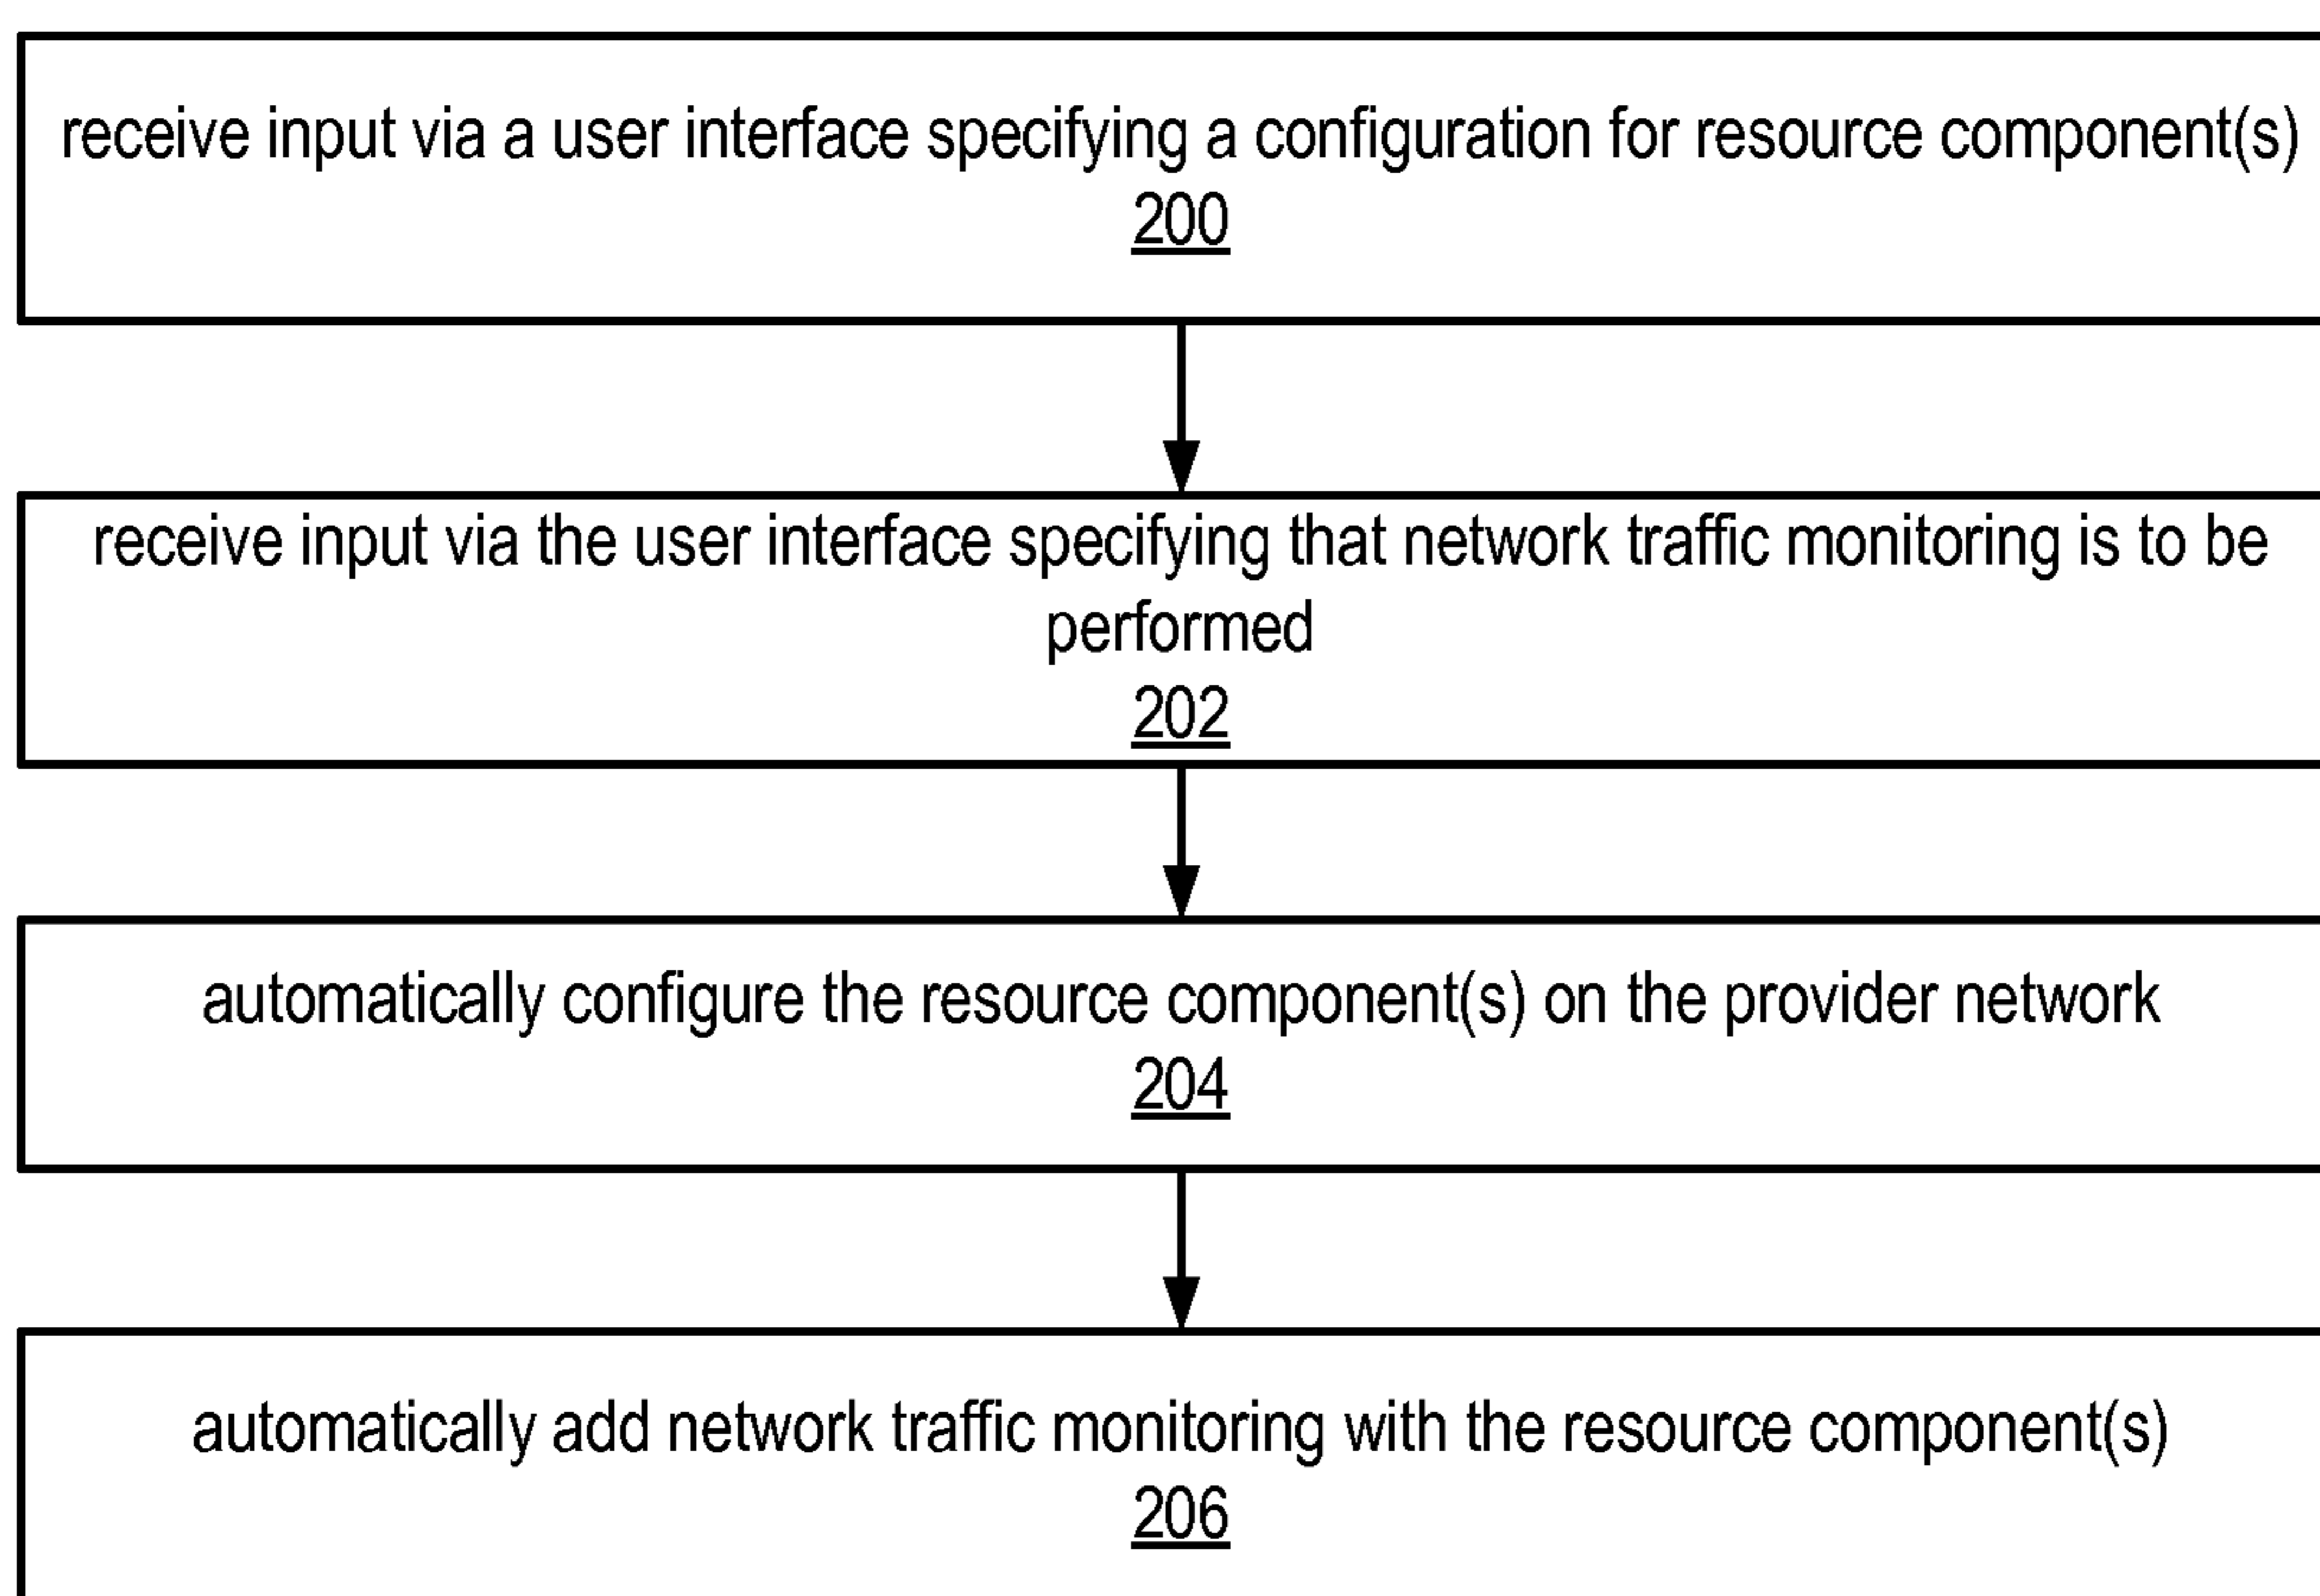 receive input via a user interface specifying a configuration for resource component(s)
200
receive input via the user interface specifying that network traffic monitoring is to be
performed
202
automatically configure the resource component(s) on the provider network
204
automatically add network traffic monitoring with the resource component(s)
206